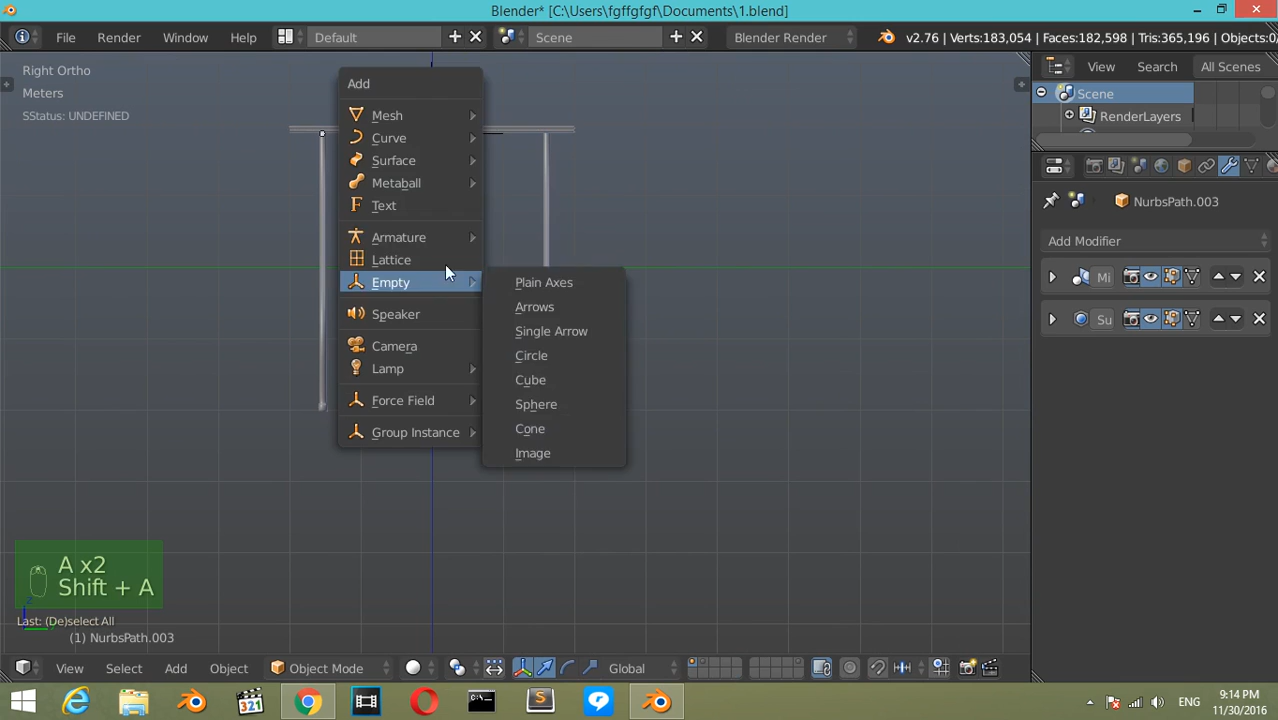 Blender* [C:\Users\fgffgfgf\Documents\1.blend]
File Render Window Help Default Scene Blender Render v2.76 | Verts:183,054 | Faces:182,598 | Tris:365,196 | Objects:0/
Right Ortho
Meters
SStatus: UNDEFINED
Add
Mesh
Curve
Surface
Metaball
Text
Armature
Lattice
Empty
Speaker
Camera
Lamp
Force Field
Group Instance
Plain Axes
Arrows
Single Arrow
Circle
Cube
Sphere
Cone
Image
View Search All Scenes
Scene
RenderLayers
NurbsPath.003
Add Modifier
Mi
Su
A x2
Shift + A
Last: (De)select All
(1) NurbsPath.003
View Select Add Object Object Mode Global
321
S
ENG
9:14 PM
11/30/2016